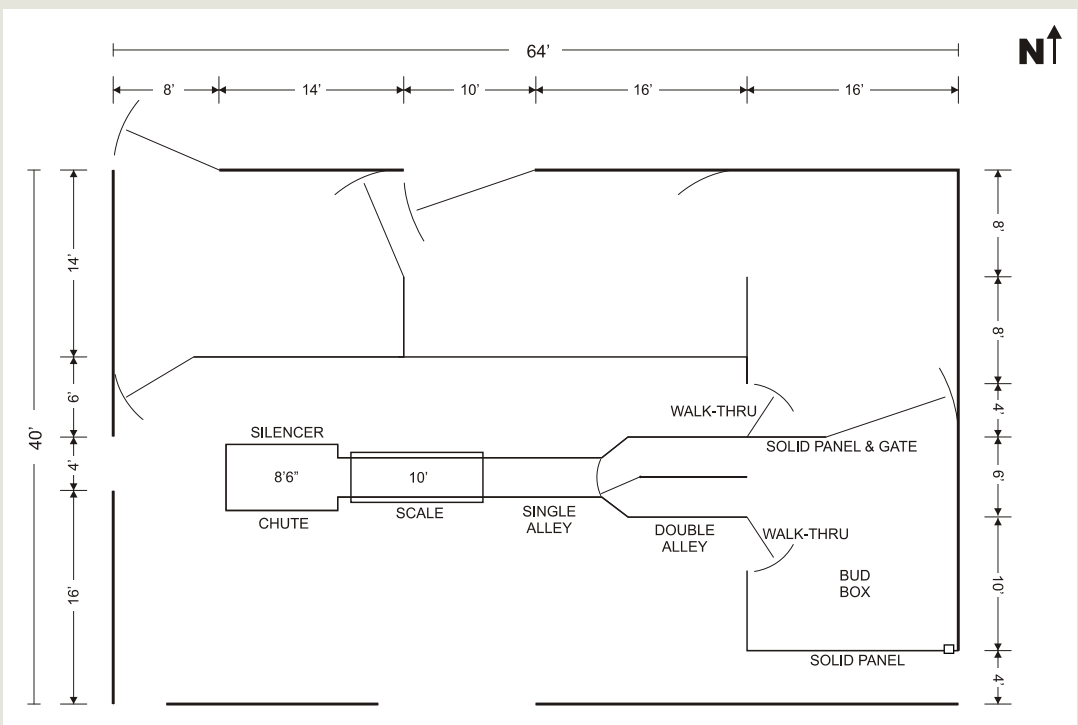 64’
N
8’
14’
10’
16’
16’
14’
8’
8’
6’
WALK-THRU
4’
40’
SILENCER
SOLID PANEL & GATE
4’
8’6”
10’
6’
CHUTE
SCALE
SINGLE
ALLEY
DOUBLE
ALLEY
WALK-THRU
16’
BUD
BOX
10’
SOLID PANEL
4’